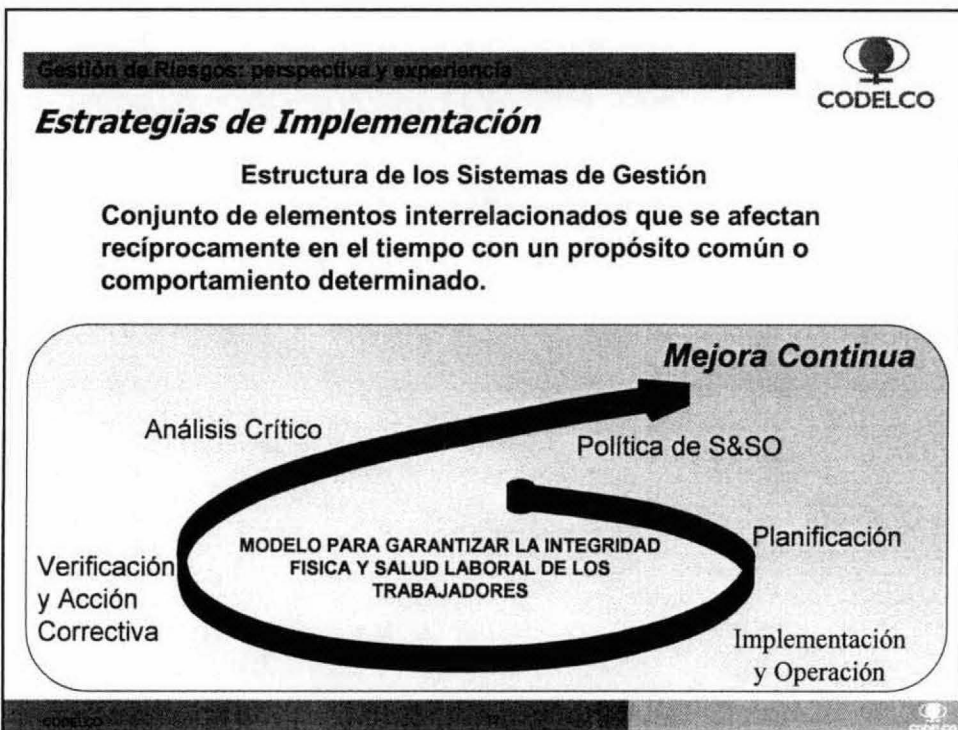 Gestión de Riesgos: perspectiva y experiencia
CODELCO
Estrategias de Implementación
Estructura de los Sistemas de Gestión
Conjunto de elementos interrelacionados que se afectan
recíprocamente en el tiempo con un propósito común o
comportamiento determinado.
Mejora Continua
Análisis Crítico
Política de S&SO
Planificación
MODELO PARA GARANTIZAR LA INTEGRIDAD
FISICA Y SALUD LABORAL DE LOS
TRABAJADORES
Verificación
y Acción
Correctiva
Implementación
y Operación
CODELCO
CODELCO